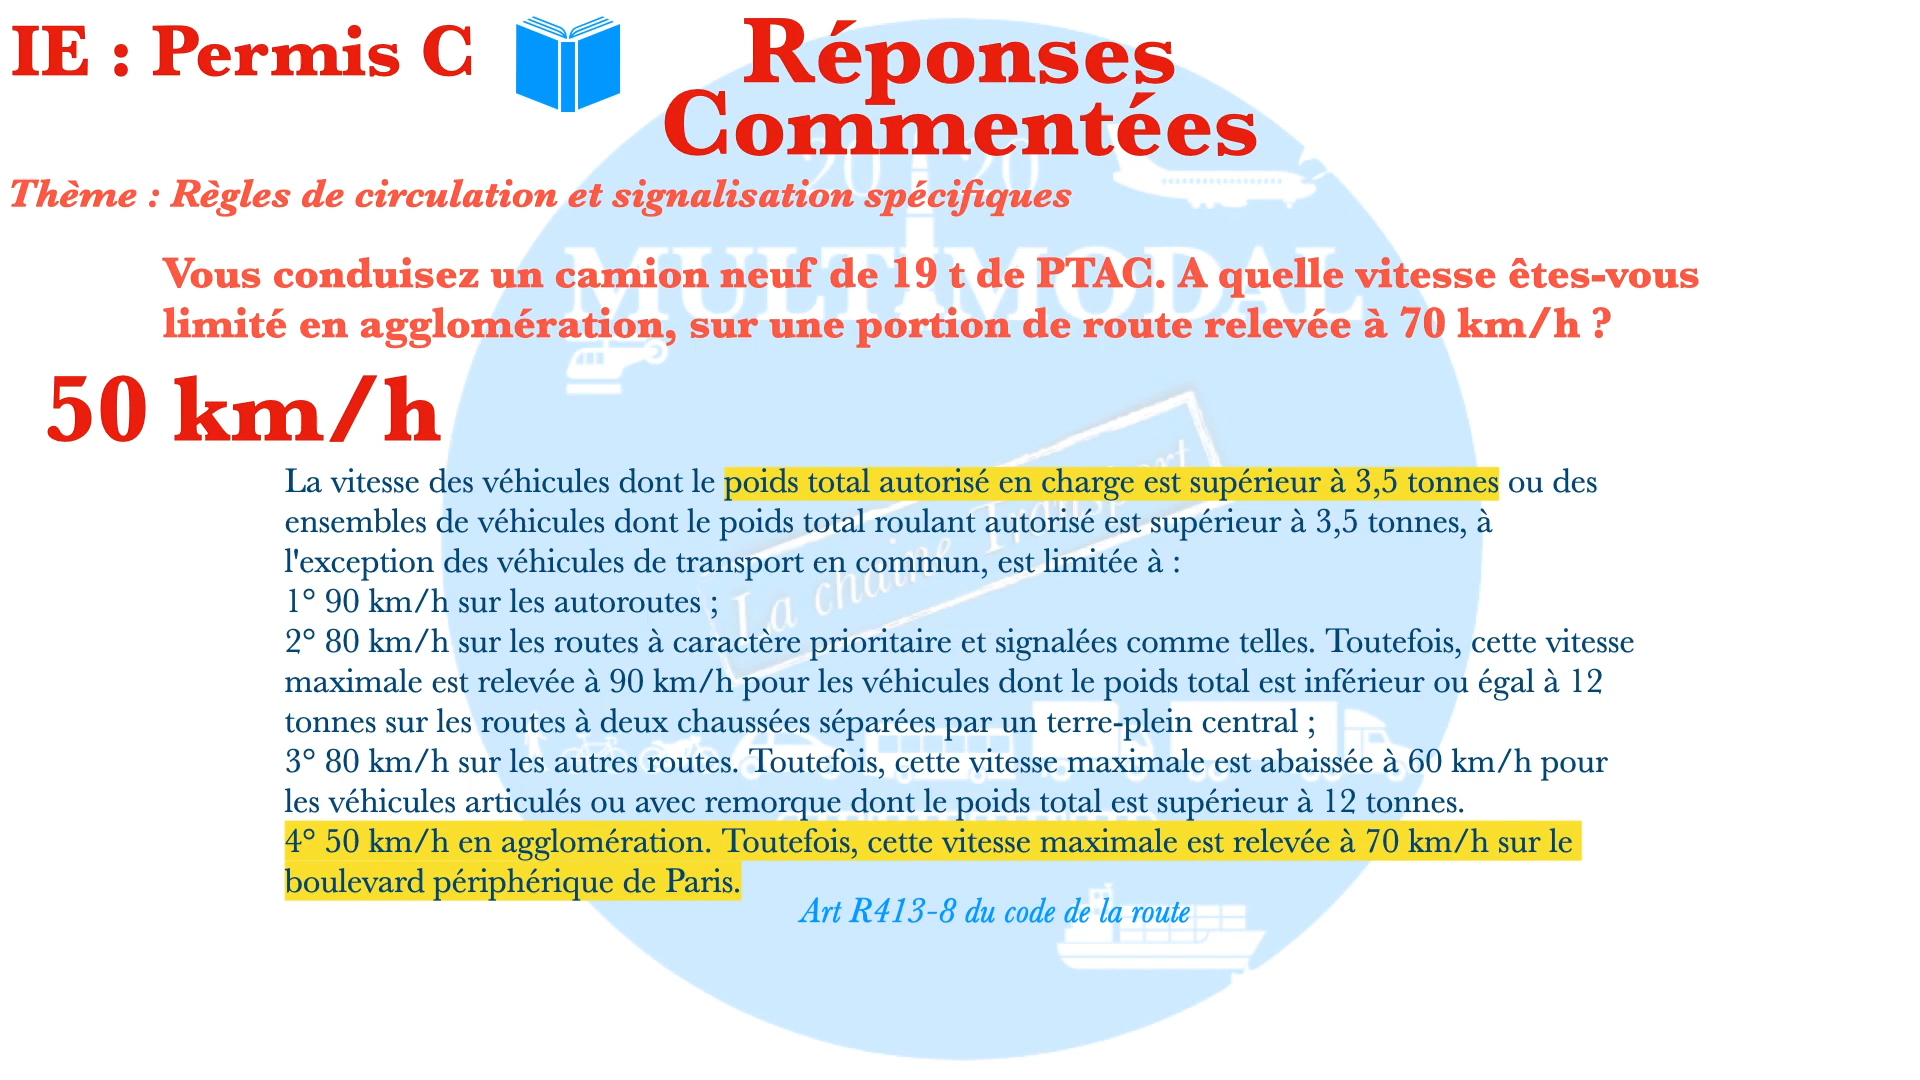 IE : Permis C
Réponses
Commentées
Thème : Règles de circulation et signalisation spécifiques
20 20
MULTIMODAL
Vous conduisez un camion neuf de 19 t de PTAC. A quelle vitesse êtes-vous
limité en agglomération, sur une portion de route relevée à 70 km/h ?
50 km/h
La chaine Transport
La vitesse des véhicules dont le poids total autorisé en charge est supérieur à 3,5 tonnes ou des
ensembles de véhicules dont le poids total roulant autorisé est supérieur à 3,5 tonnes, à
l'exception des véhicules de transport en commun, est limitée à :
1° 90 km/h sur les autoroutes ;
2° 80 km/h sur les routes à caractère prioritaire et signalées comme telles. Toutefois, cette vitesse
maximale est relevée à 90 km/h pour les véhicules dont le poids total est inférieur ou égal à 12
tonnes sur les routes à deux chaussées séparées par un terre-plein central ;
3° 80 km/h sur les autres routes. Toutefois, cette vitesse maximale est abaissée à 60 km/h pour
les véhicules articulés ou avec remorque dont le poids total est supérieur à 12 tonnes.
4° 50 km/h en agglomération. Toutefois, cette vitesse maximale est relevée à 70 km/h sur le
boulevard périphérique de Paris.
Art R413-8 du code de la route